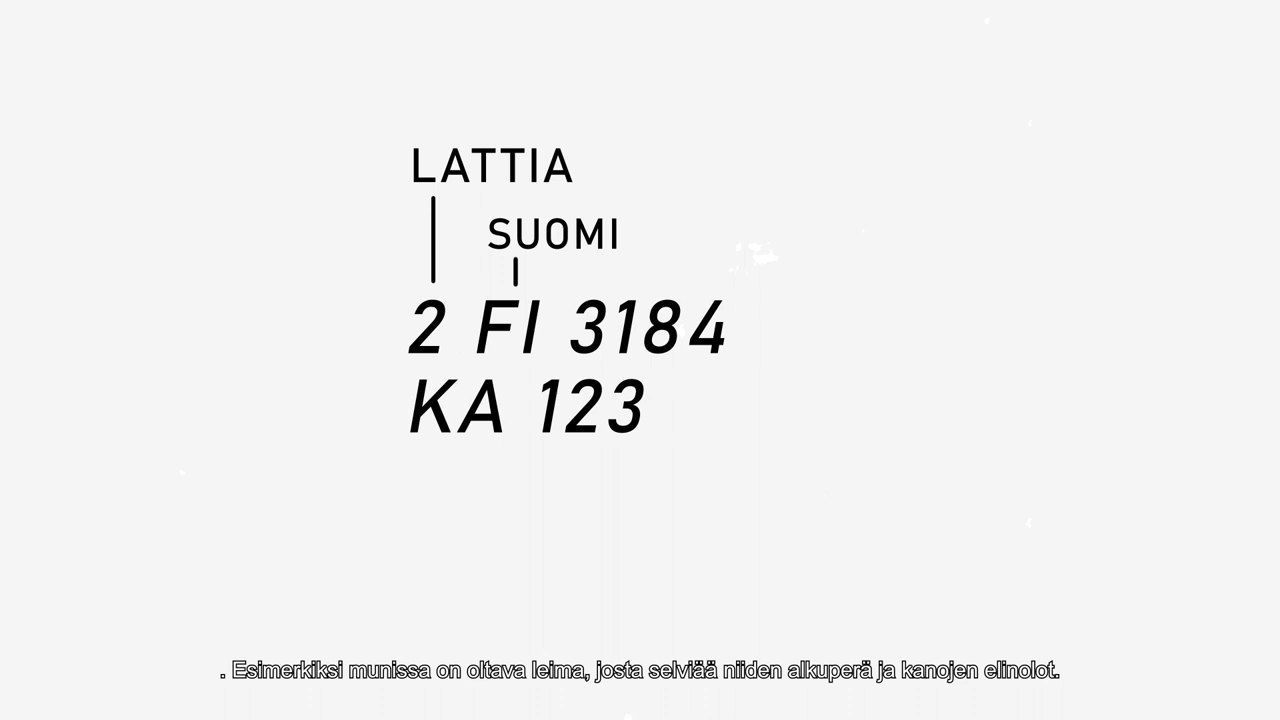 LATTIA
SUOMI
2 FI 3184
KA 123
. Esimerkiksi munissa on oltava leima, josta selviää niiden alkuperä ja kanojen elinolot.